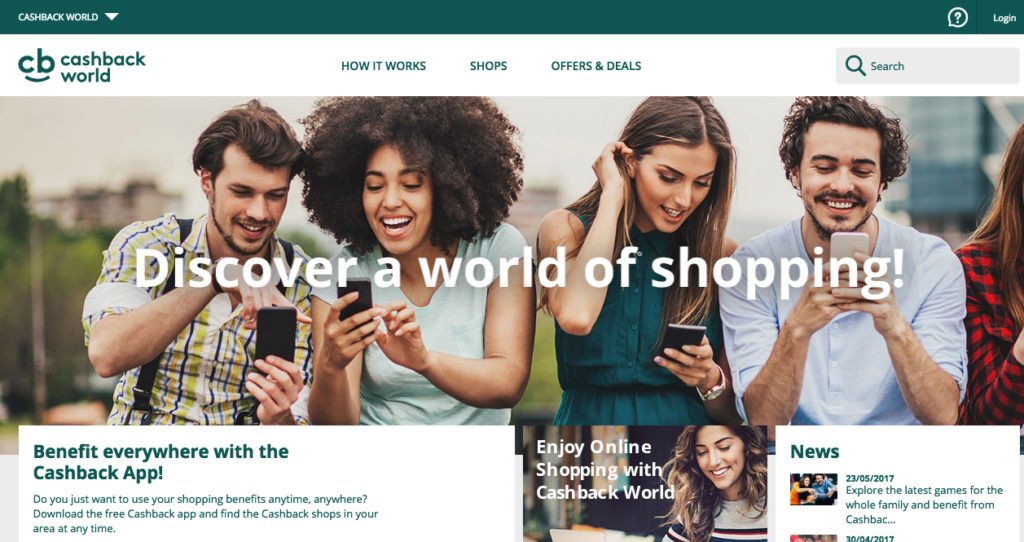 CASHBACK WORLD
?
Login
cb cashback
world
HOW IT WORKS
SHOPS
OFFERS & DEALS
Search
Discover a world of shopping!
Benefit everywhere with the
Cashback App!
Do you just want to use your shopping benefits anytime, anywhere?
Download the free Cashback app and find the Cashback shops in your
area at any time.
Enjoy Online
Shopping with
Cashback World
News
23/05/2017
Explore the latest games for the
whole family and benefit from
Cashbac...
30/04/2017